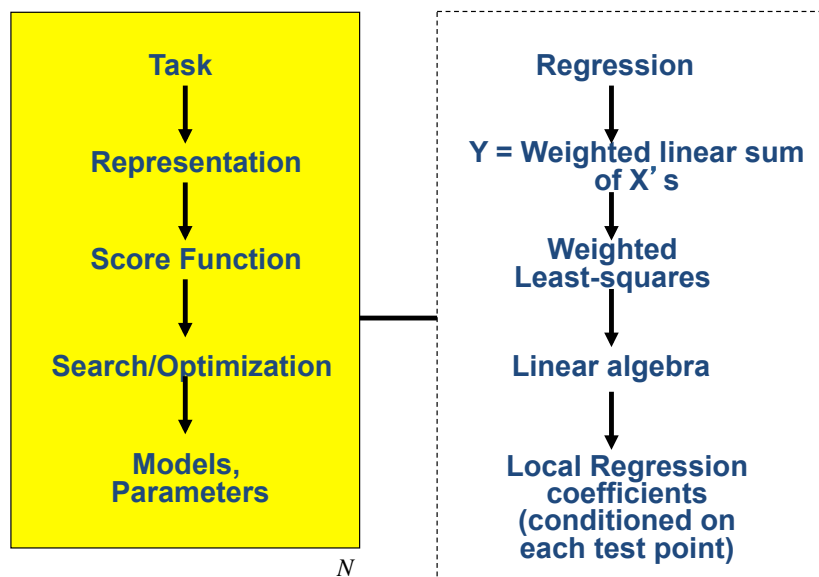 Task
Representation
Score Function
Search/Optimization
Models,
Parameters
N
Regression
Y = Weighted linear sum
of X’s
Weighted
Least-squares
Linear algebra
Local Regression
coefficients
(conditioned on
each test point)